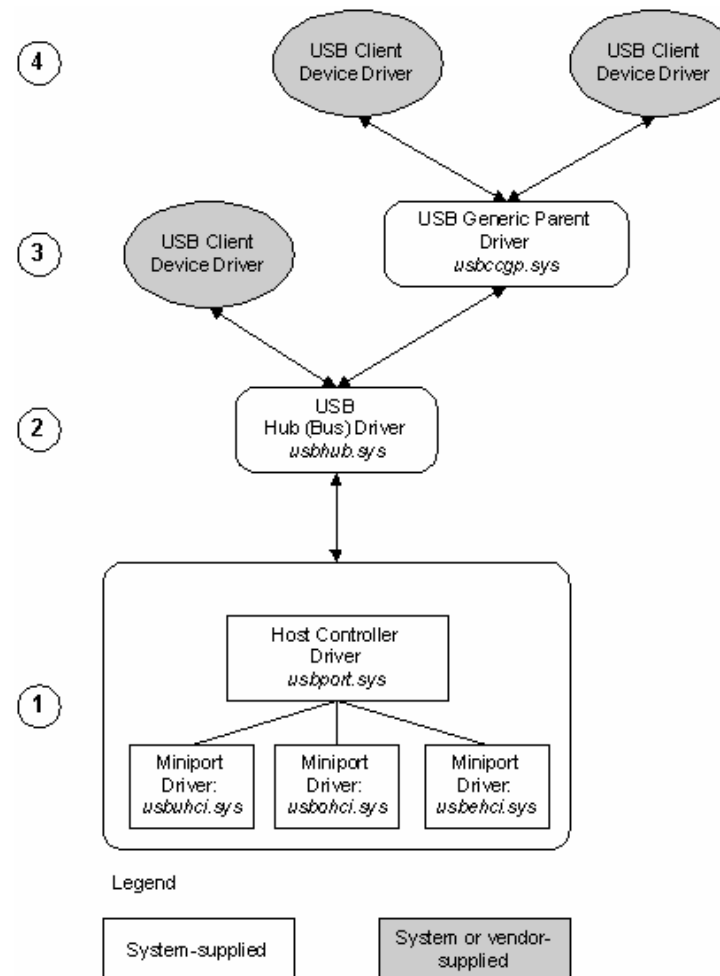 4
USB Client
Device Driver
USB Client
Device Driver
3
USB Client
Device Driver
USB Generic Parent
Driver
usbccgp.sys
2
USB
Hub (Bus) Driver
usbhub.sys
1
Host Controller
Driver
usbport.sys
Miniport
Driver:
usbuhci.sys
Miniport
Driver:
usbohci.sys
Miniport
Driver:
usbehci.sys
Legend
System-supplied
System or vendor-
supplied